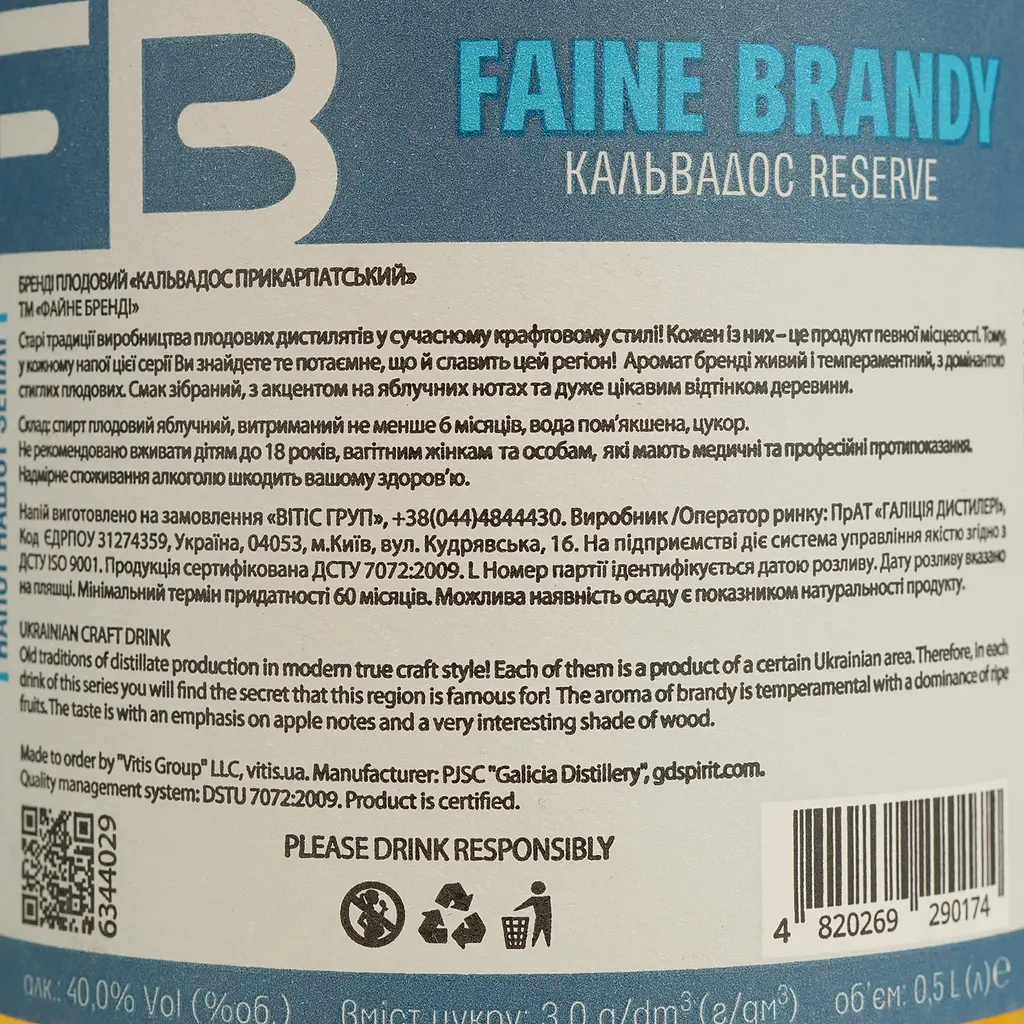 FB
FAINE BRANDY
КАЛЬВАДОС RESERVE
БРЕНДІ ПЛОДОВИЙ «КАЛЬВАДОС ПРИКАРПАТСЬКИЙ»
ТМ «ФАЙНЕ БРЕНДІ»
Старі традиції виробництва плодових дистилятів у сучасному крафтовому стилі! Кожен із них – це продукт певної місцевості. Тому,
у кожному напої цієї серії Ви знайдете те потаємне, що й славить цей регіон! Аромат бренді живий і темпераментний, з домінантою
стиглих плодових. Смак зібраний, з акцентом на яблучних нотах та дуже цікавим відтінком деревини.
Склад: спирт плодовий яблучний, витриманий не менше 6 місяців, вода пом'якшена, цукор.
Не рекомендовано вживати дітям до 18 років, вагітним жінкам та особам, які мають медичні та професійні протипоказання.
Надмірне споживання алкоголю шкодить вашому здоров'ю.
Напій виготовлено на замовлення «ВІТІС ГРУП», +38(044)4844430. Виробник/Оператор ринку: ПрАТ «ГАЛІЦІЯ ДИСТИЛЕРІ»,
Код ЄДРПОУ 31274359, Україна, 04053, м.Київ, вул. Кудрявська, 16. На підприємстві діє система управління якістю згідно з
ДСТУ ISO 9001. Продукція сертифікована ДСТУ 7072:2009. L Номер партії ідентифікується датою розливу. Дату розливу вказано
на пляшці. Мінімальний термін придатності 60 місяців. Можлива наявність осаду є показником натуральності продукту.
UKRAINIAN CRAFT DRINK
Old traditions of distillate production in modern true craft style! Each of them is a product of a certain Ukrainian area. Therefore, in each
drink of this series you will find the secret that this region is famous for! The aroma of brandy is temperamental with a dominance of ripe
fruits. The taste is with an emphasis on apple notes and a very interesting shade of wood.
Made to order by "Vitis Group" LLC, vitis.ua. Manufacturer: PJSC "Galicia Distillery", gdspirit.com.
Quality management system: DSTU 7072:2009. Product is certified.
6344029
PLEASE DRINK RESPONSIBLY
4 820269 290174
алк.: 40,0% Vol (%об.) Вміст цукру: 3,0 g/dm³ (г/дм³) об'єм: 0,5 L (л) e